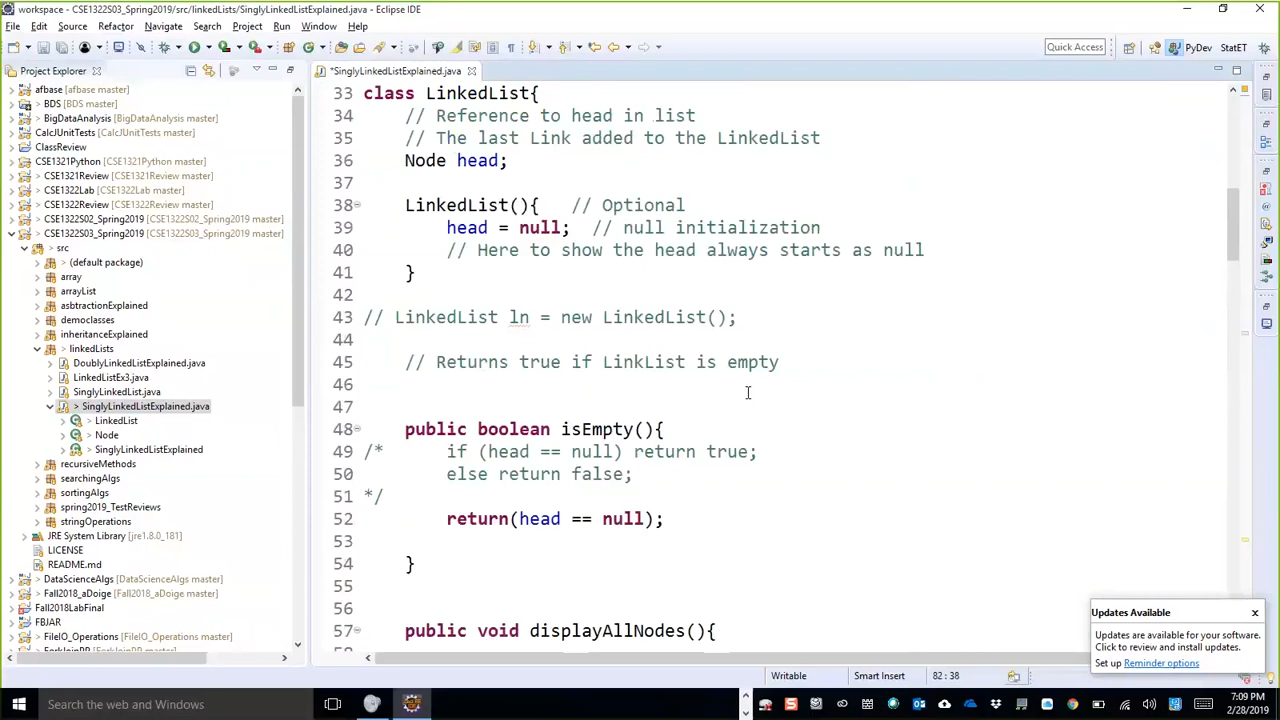 workspace - CSE1322S03_Spring2019/src/linkedLists/SinglyLinkedListExplained.java - Eclipse IDE
File Edit Source Refactor Navigate Search Project Run Window Help
Quick Access
PyDev
StatET
Project Explorer
*SinglyLinkedListExplained.java
afbase (afbase master)
> BDS [BDS master]
> BigDataAnalysis [BigDataAnalysis master]
CalcJUnitTests [CalcJUnitTests master]
ClassReview
CSE1321Python [CSE1321Python master]
> CSE1321Review [CSE1321Review master]
> CSE1322Lab [CSE1322Lab master]
> CSE1322Review [CSE1322Review master]
> CSE1322S02_Spring2019 [CSE1322S02_Spring2019 master]
> CSE1322S03_Spring2019 [CSE1322S03_Spring2019 master]
> src
> (default package)
array
arrayList
asbtractionExplained
democlasses
inheritanceExplained
> linkedLists
> DoublyLinkedListExplained.java
> LinkedListEx3.java
SinglyLinkedList.java
> SinglyLinkedListExplained.java
LinkedList
Node
SinglyLinkedListExplained
recursiveMethods
searchingAlgs
sortingAlgs
> spring2019_TestReviews
> stringOperations
JRE System Library [jre1.8.0_181]
LICENSE
README.md
> DataScienceAlgs [DataScienceAlgs master]
> Fall2018_aDoige [Fall2018_aDoige master]
Fall2018LabFinal
FBJAR
> FileIO_Operations [FileIO_Operations master]
33 class LinkedList{
34 // Reference to head in list
35 // The last Link added to the LinkedList
36 Node head;
37
38 LinkedList(){ // Optional
39 head = null; // null initialization
40 // Here to show the head always starts as null
41 }
42
43 // LinkedList ln = new LinkedList();
44
45 // Returns true if LinkList is empty
46
47
48 public boolean isEmpty(){
49 /* if (head == null) return true;
50 else return false;
51 */
52 return(head == null);
53
54 }
55
56
57 public void displayAllNodes(){
Updates Available
Updates are available for your software.
Click to review and install updates.
Set up Reminder options
Writable Smart Insert 82 : 38
Search the web and Windows
7:09 PM
2/28/2019